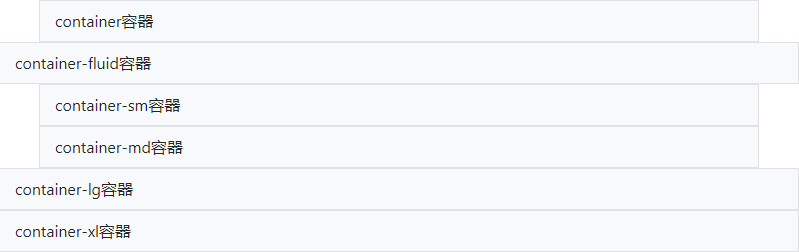 container容器
container-fluid容器
container-sm容器
container-md容器
container-lg容器
container-xl容器